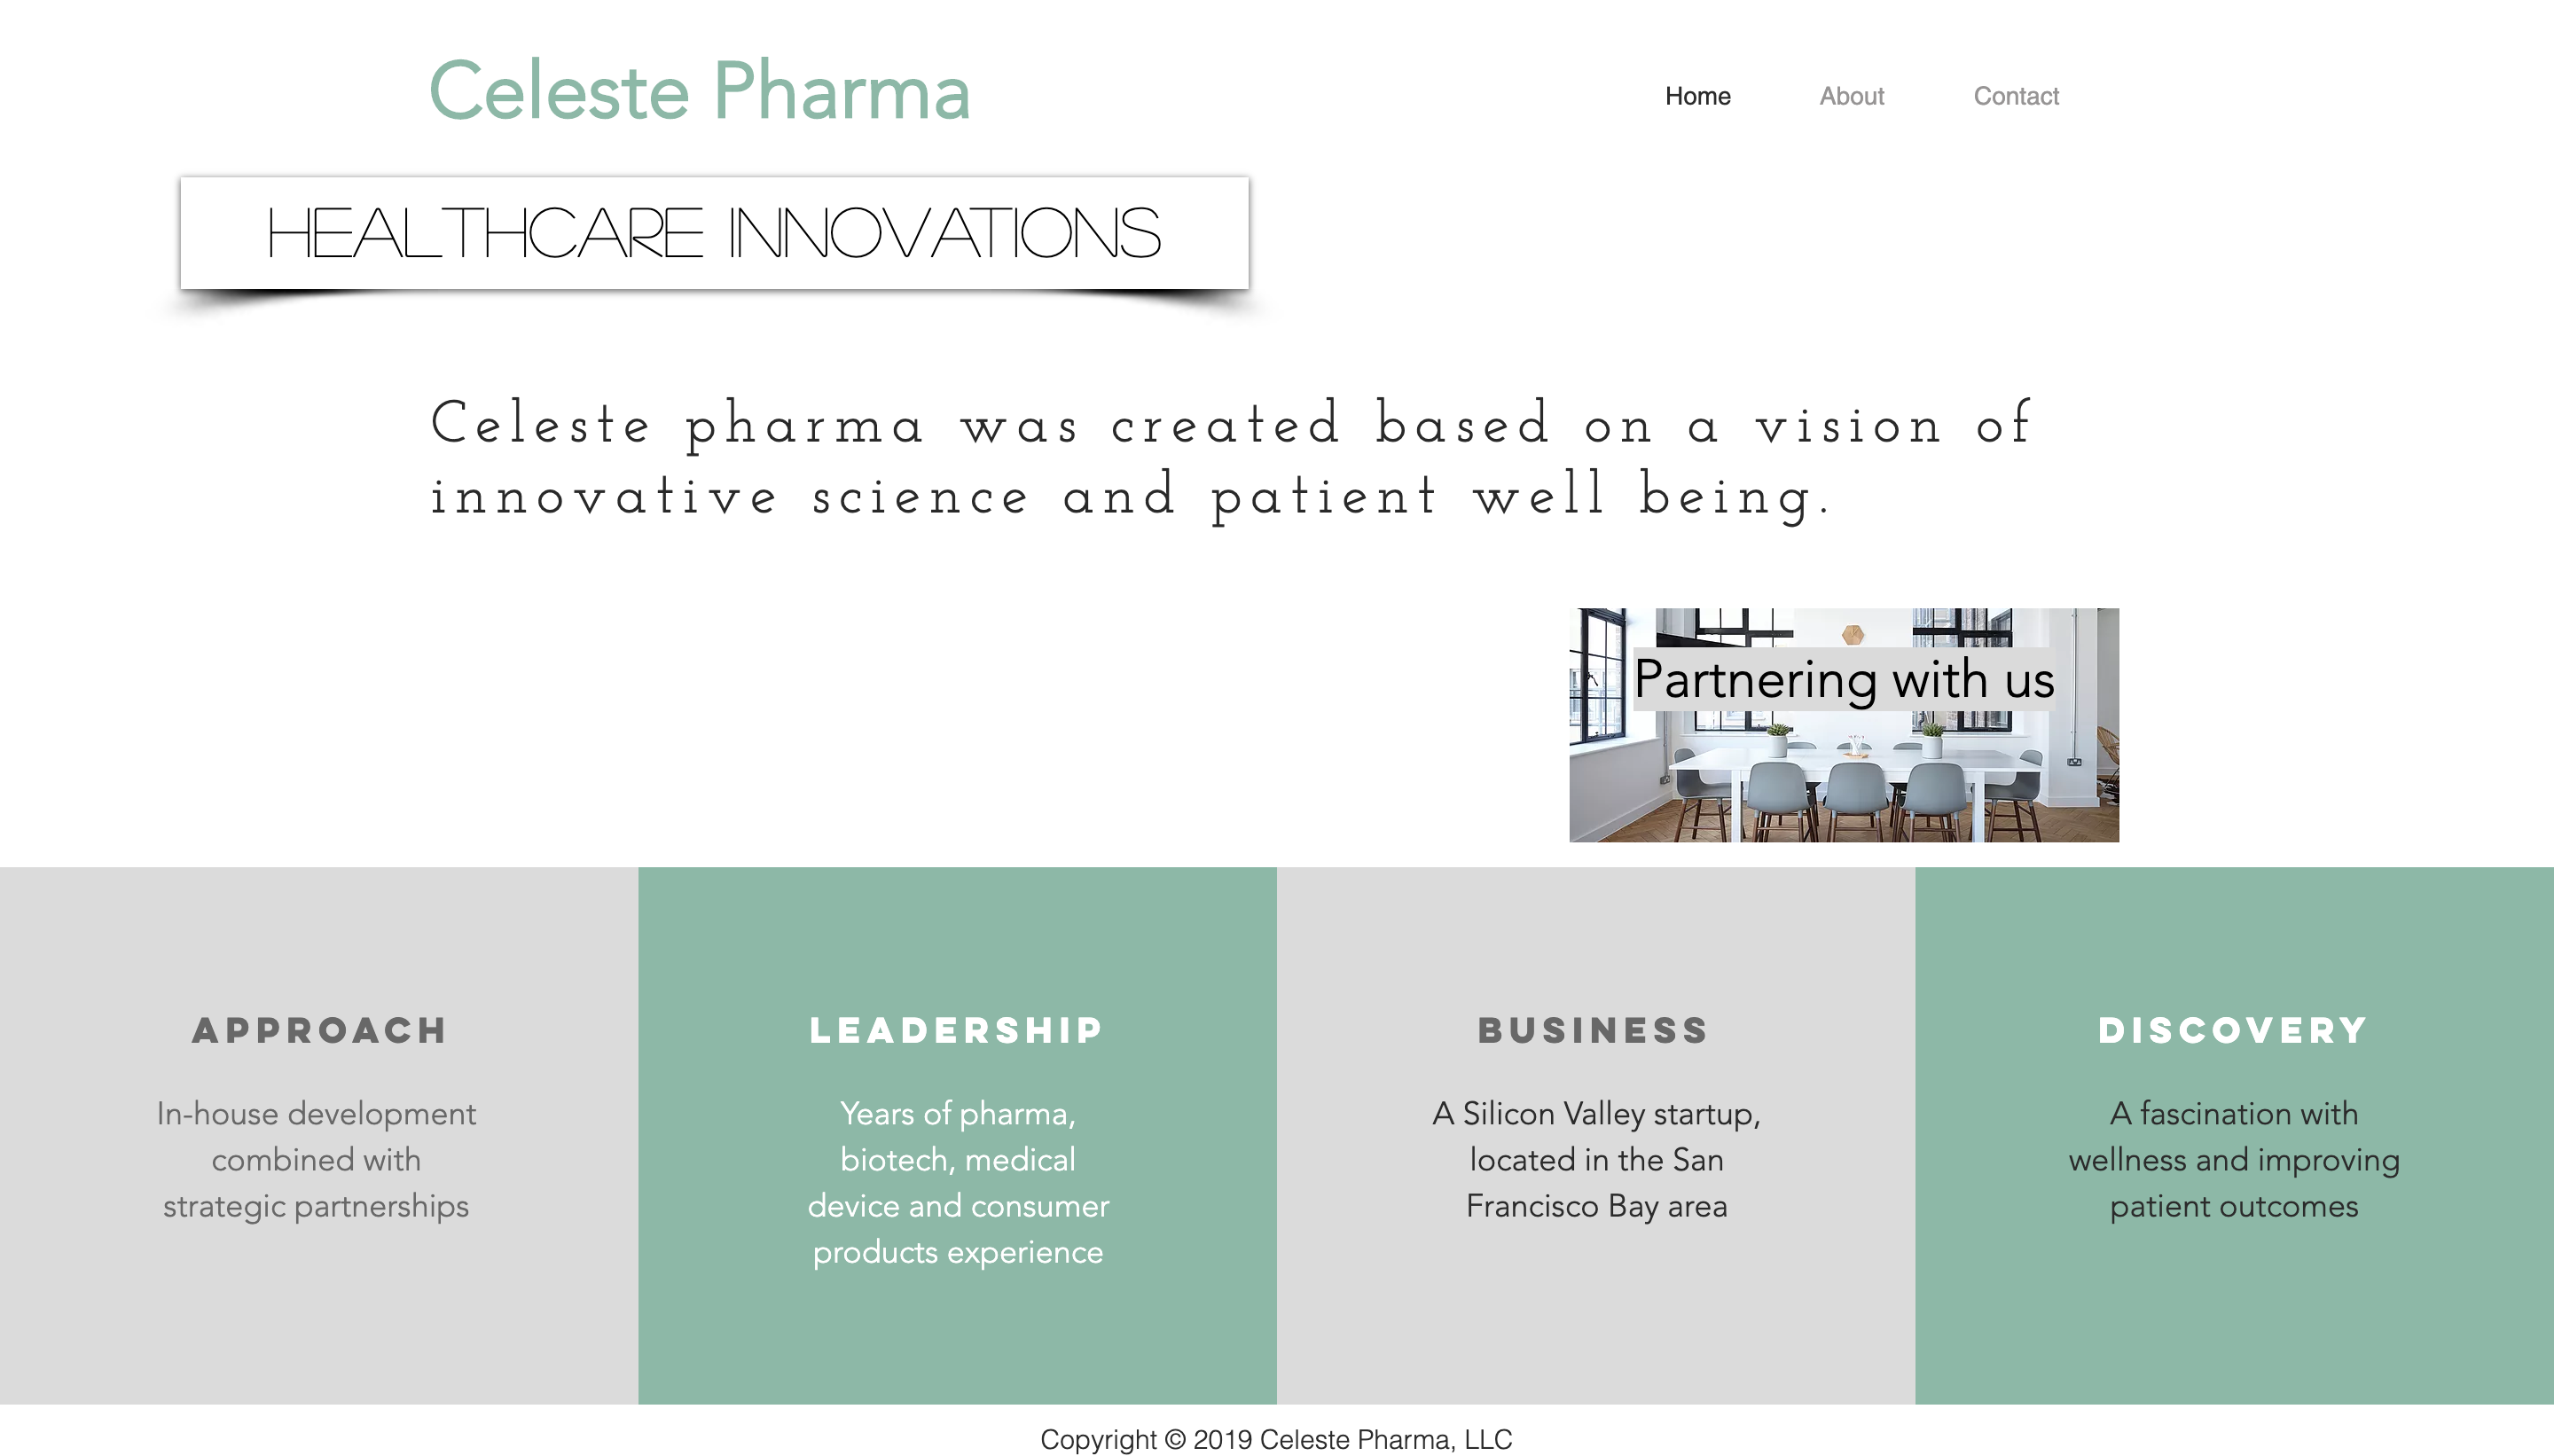 Celeste Pharma
Home
About
Contact
HEALTHCARE INNOVATIONS
Celeste pharma was created based on a vision of
innovative science and patient well being.
Partnering with us
APPROACH
In-house development
combined with
strategic partnerships
LEADERSHIP
Years of pharma,
biotech, medical
device and consumer
products experience
BUSINESS
A Silicon Valley startup,
located in the San
Francisco Bay area
DISCOVERY
A fascination with
wellness and improving
patient outcomes
Copyright © 2019 Celeste Pharma, LLC